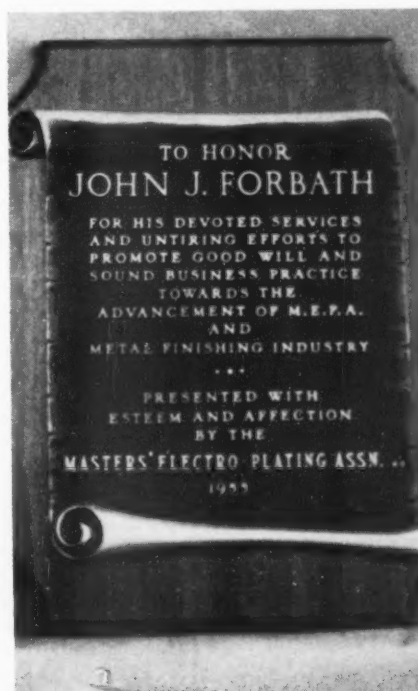 TO HONOR
JOHN J. FORBATH
FOR HIS DEVOTED SERVICES
AND UNTIRING EFFORTS TO
PROMOTE GOOD WILL AND
SOUND BUSINESS PRACTICE
TOWARDS THE
ADVANCEMENT OF M.E.P.A.
AND
METAL FINISHING INDUSTRY
• • •
PRESENTED WITH
ESTEEM AND AFFECTION
BY THE
MASTERS' ELECTRO-PLATING ASSN.
1955